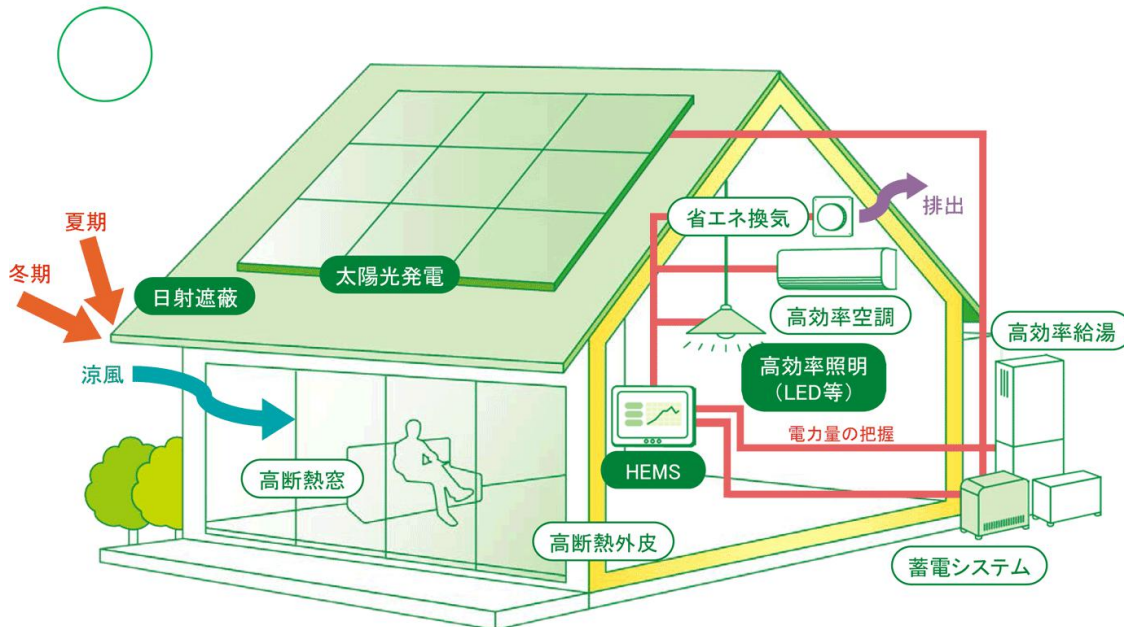 夏期
冬期
日射遮蔽
太陽光発電
涼風
省エネ換気
排出
高効率空調
高効率給湯
高効率照明
（LED等）
電力量の把握
HEMS
高断熱窓
高断熱外皮
蓄電システム